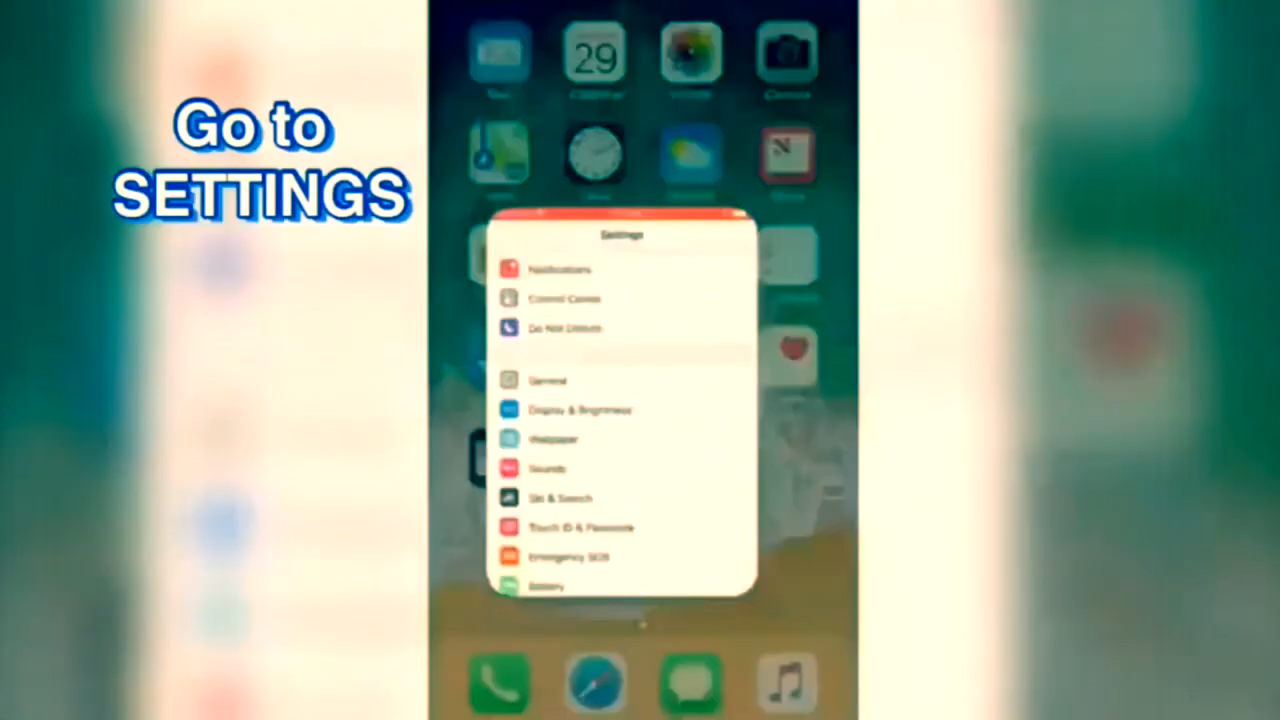 Go to
SETTINGS
29
Settings
Notifications
Control Center
Do Not Disturb
General
Display & Brightness
Wallpaper
Sounds
Siri & Search
Touch ID & Passcode
Emergency SOS
Battery